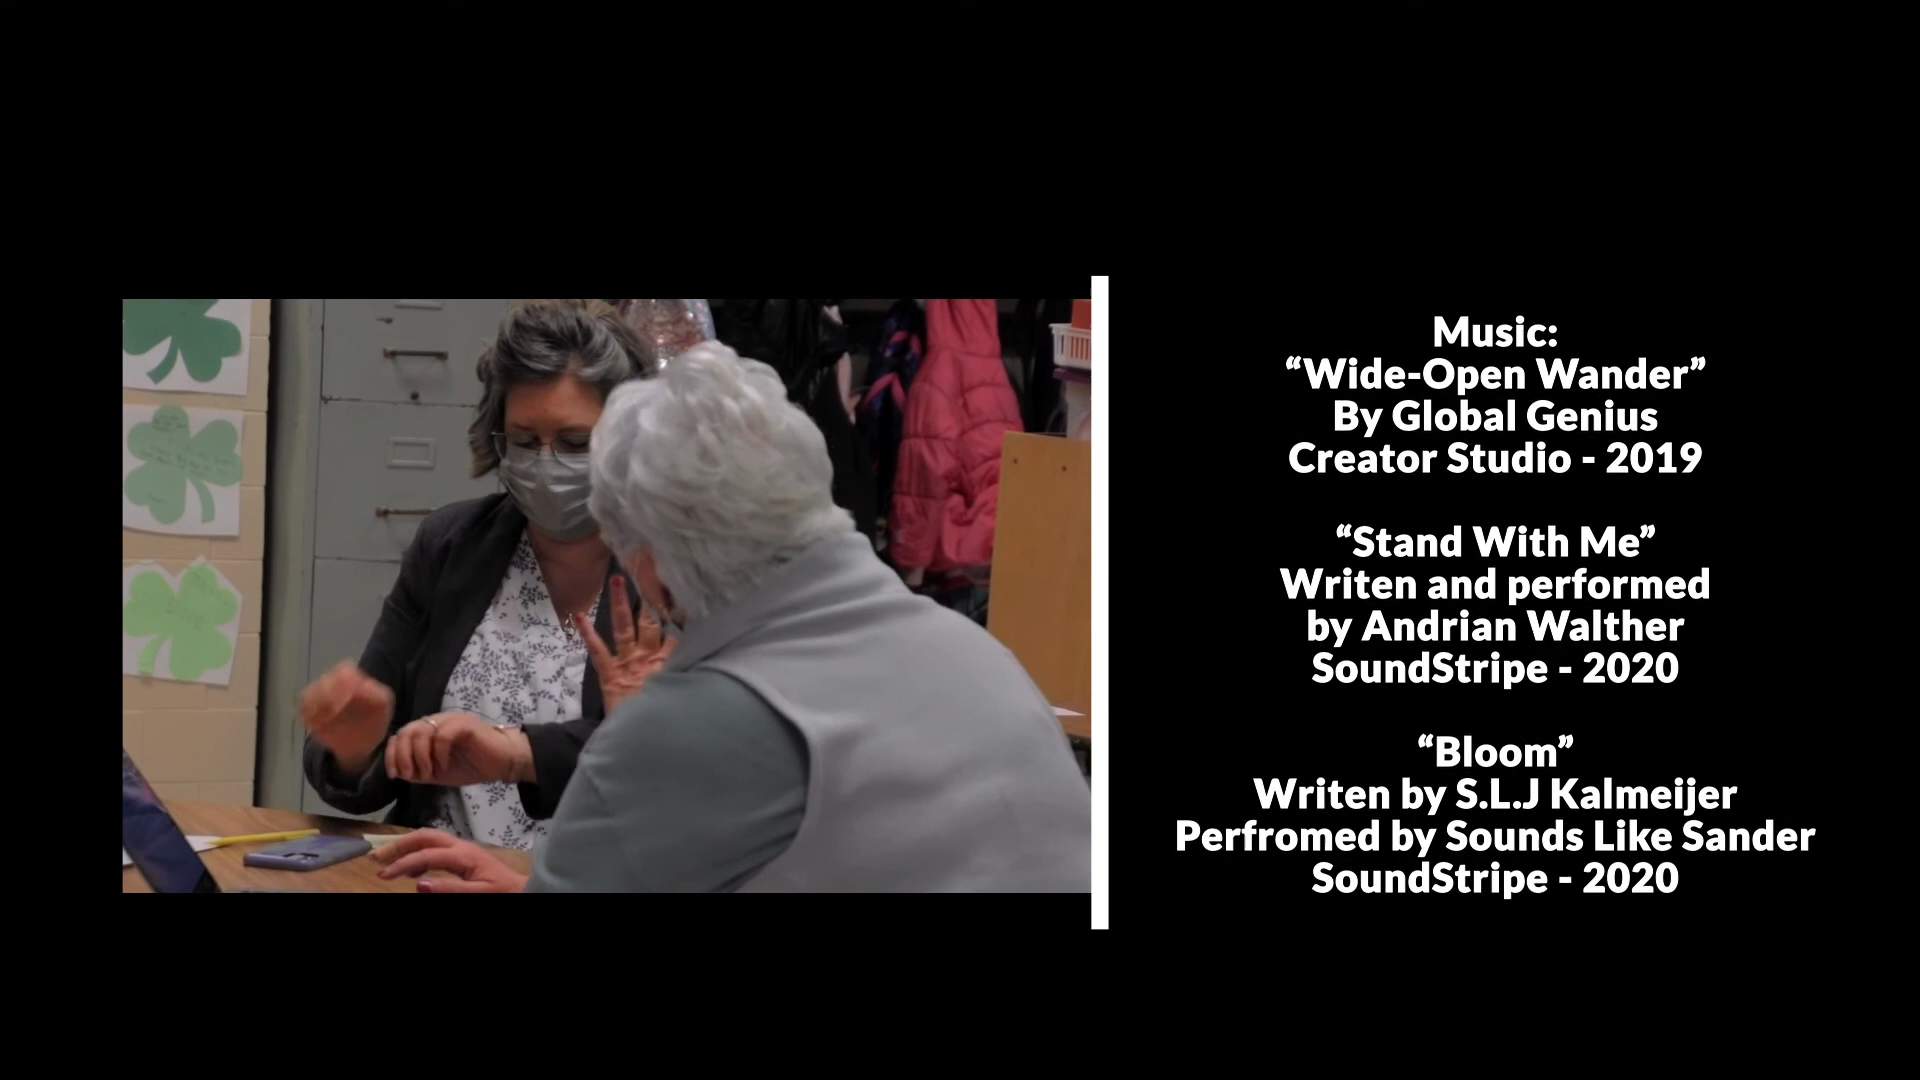 Music:
“Wide-Open Wander”
By Global Genius
Creator Studio - 2019
“Stand With Me”
Writen and performed
by Andrian Walther
SoundStripe - 2020
“Bloom”
Writen by S.L.J Kalmeijer
Perfromed by Sounds Like Sander
SoundStripe - 2020